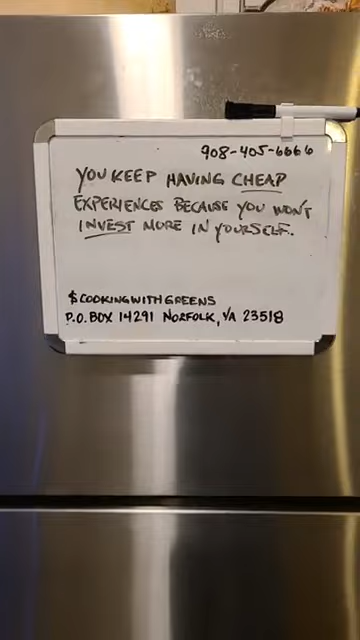 908-405-6666
YOU KEEP HAVING CHEAP
EXPERIENCES BECAUSE YOU WON'T
INVEST MORE IN YOURSELF.
$COOKINGWITHGREENS
P.O. BOX 14291 NORFOLK, VA 23518